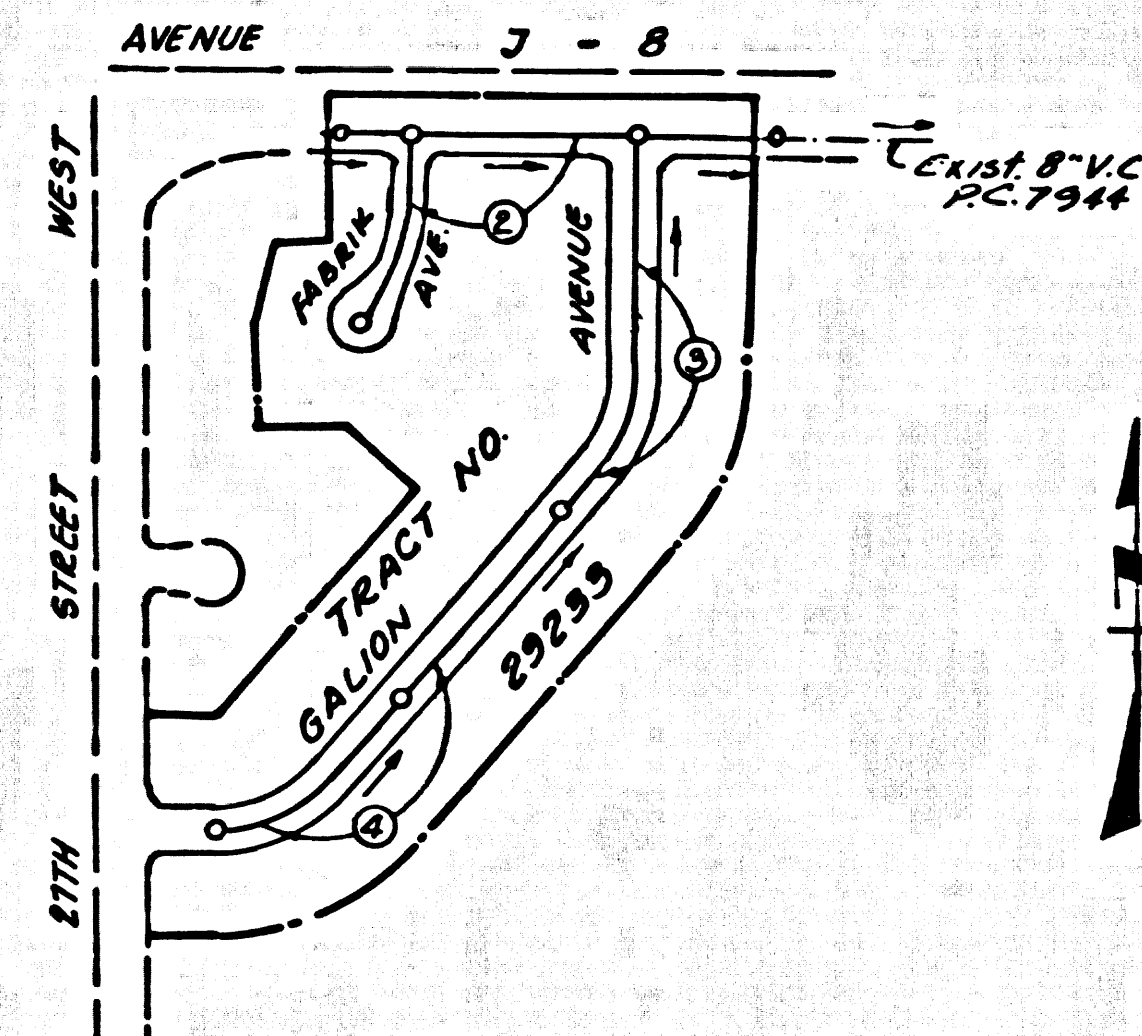 AVENUE J - 8
WEST
STREET
27TH
Exist. 8" V.C
P.C. 7944
FABRIK
AVE.
AVENUE
2
3
TRACT NO.
29233
GALION
4